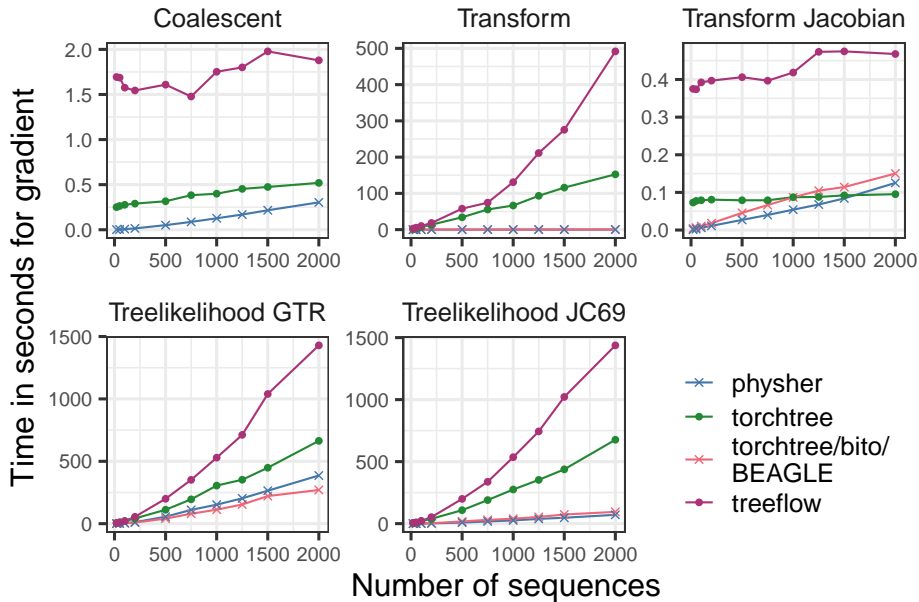 Coalescent
Transform
Transform Jacobian
2.0
1.5
1.0
0.5
0.0
500
400
300
200
100
0
0.4
0.3
0.2
0.1
0.0
0 500 1000 1500 2000
0 500 1000 1500 2000
0 500 1000 1500 2000
Time in seconds for gradient
Treelikelihood GTR
Treelikelihood JC69
1500
1000
500
0
1500
1000
500
0
0 500 1000 1500 2000
0 500 1000 1500 2000
Number of sequences
physher
torchtree
torchtree/bito/
BEAGLE
treeflow